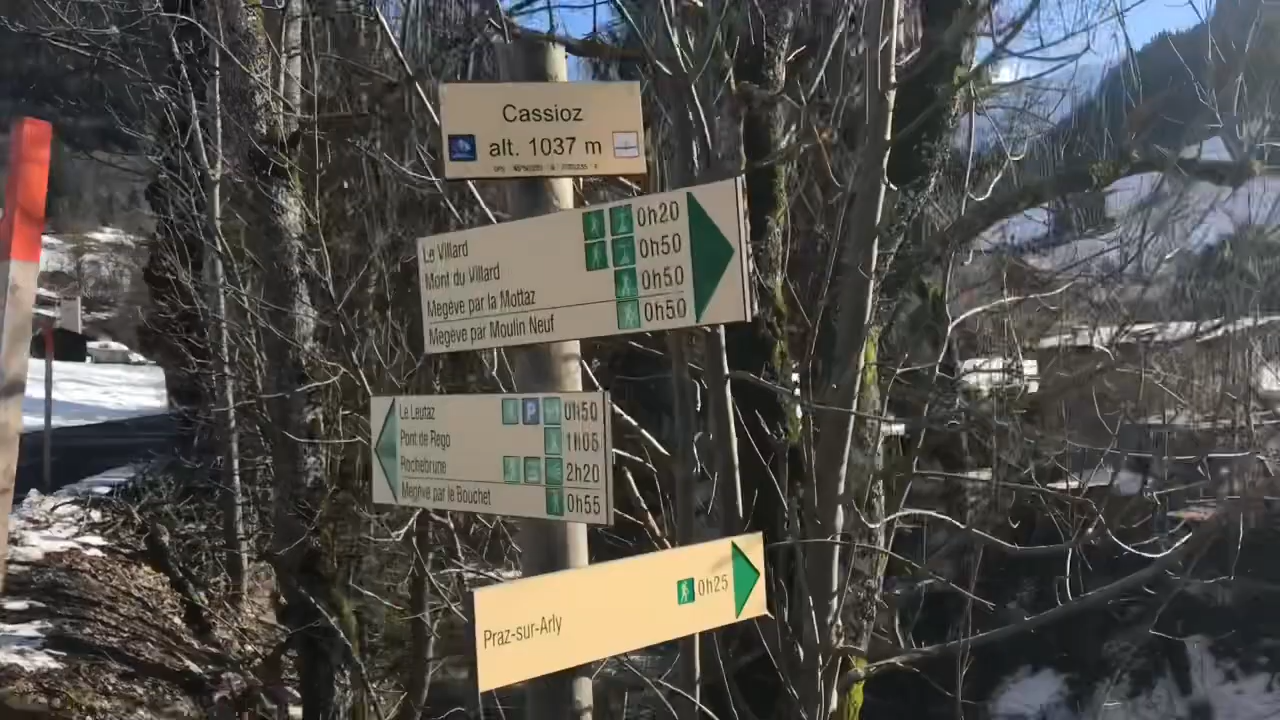 Cassioz
alt. 1037 m
Le Villard 0h20
Mont du Villard 0h50
Megève par la Mottaz 0h50
Megève par Moulin Neuf 0h50
Le Leutaz P 0h50
Pont de Rego 1h05
Rochebrune 2h20
Megève par le Bouchet 0h55
0h25
Praz-sur-Arly